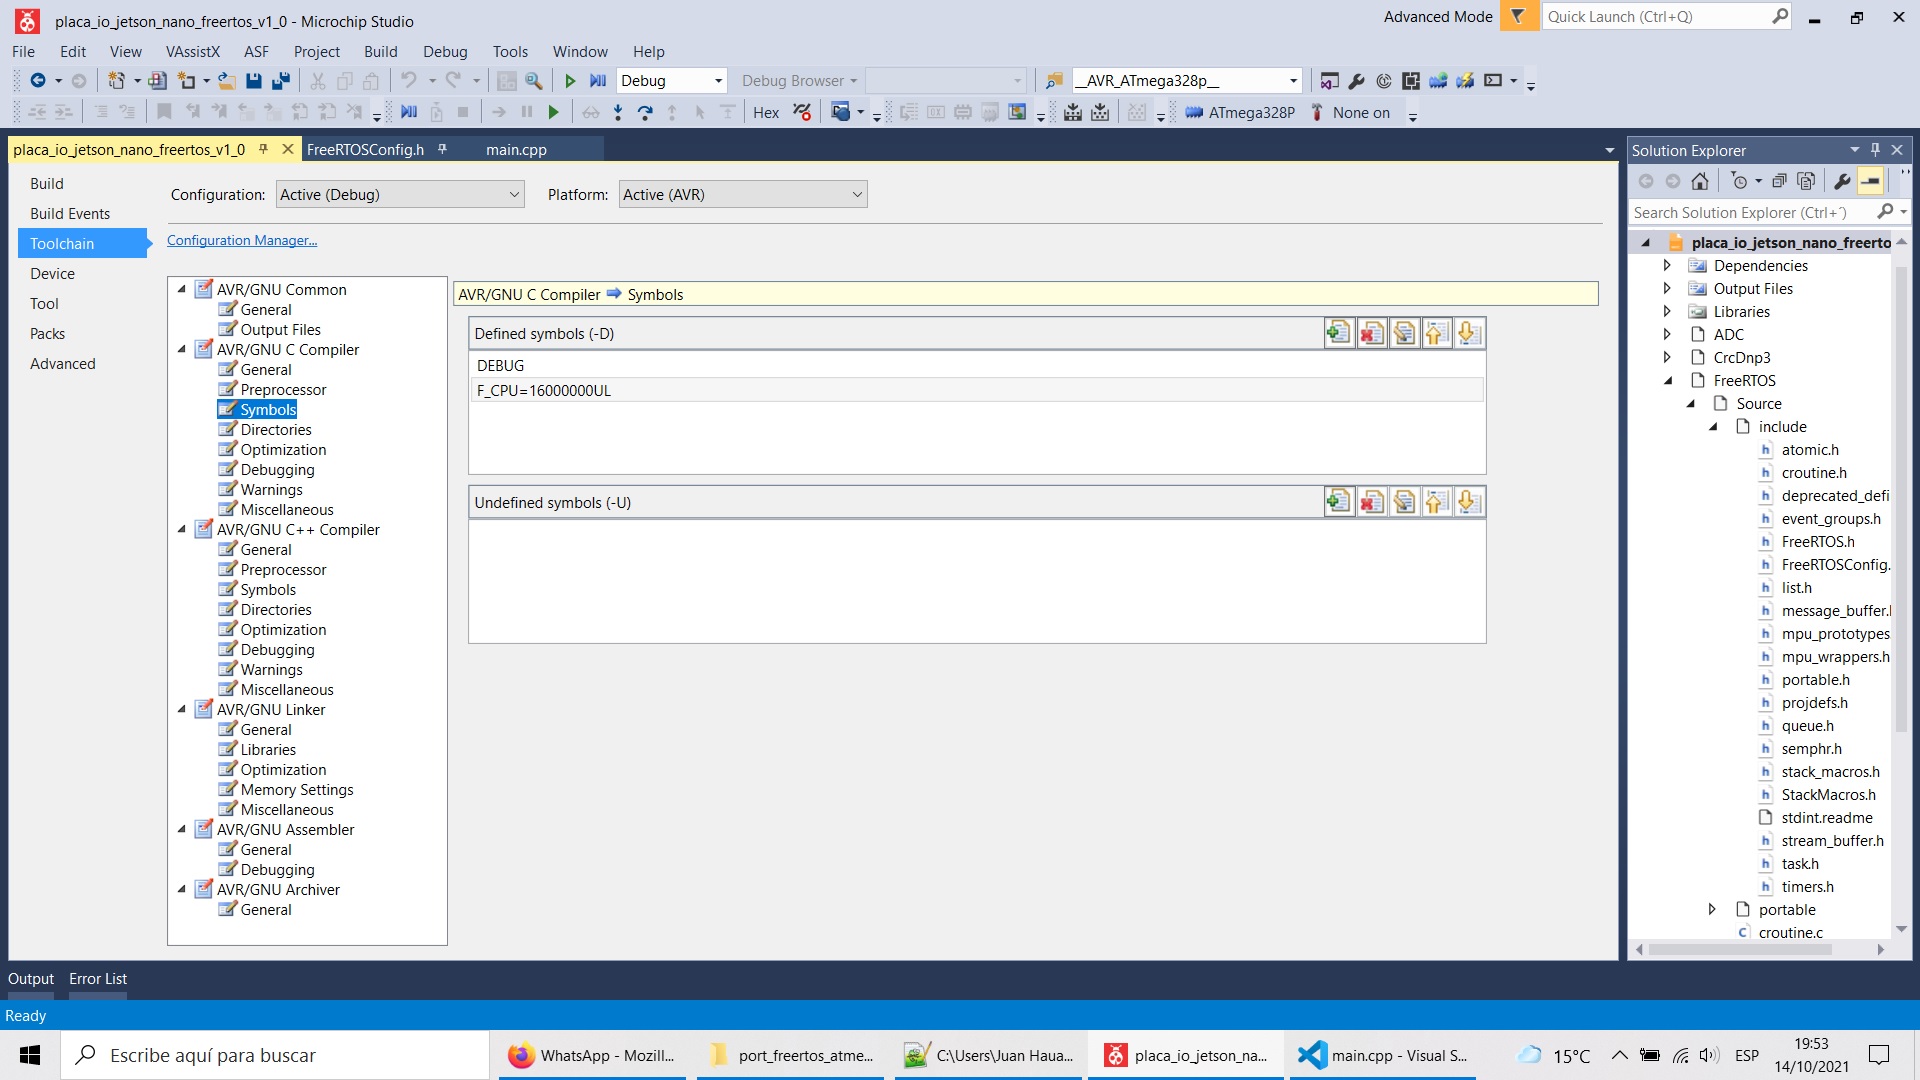 placa_io_jetson_nano_freertos_v1_0 - Microchip Studio
Advanced Mode
Quick Launch (Ctrl+Q)
File Edit View VAssistX ASF Project Build Debug Tools Window Help
Debug
Debug Browser
__AVR_ATmega328p__
Hex
ATmega328P
None on
placa_io_jetson_nano_freertos_v1_0
FreeRTOSConfig.h
main.cpp
Build
Build Events
Toolchain
Device
Tool
Packs
Advanced
Configuration: Active (Debug) Platform: Active (AVR)
Configuration Manager...
AVR/GNU Common
General
Output Files
AVR/GNU C Compiler
General
Preprocessor
Symbols
Directories
Optimization
Debugging
Warnings
Miscellaneous
AVR/GNU C++ Compiler
General
Preprocessor
Symbols
Directories
Optimization
Debugging
Warnings
Miscellaneous
AVR/GNU Linker
General
Libraries
Optimization
Memory Settings
Miscellaneous
AVR/GNU Assembler
General
Debugging
AVR/GNU Archiver
General
AVR/GNU C Compiler Symbols
Defined symbols (-D)
DEBUG
F_CPU=16000000UL
Undefined symbols (-U)
Solution Explorer
Search Solution Explorer (Ctrl+´)
placa_io_jetson_nano_freerto
Dependencies
Output Files
Libraries
ADC
CrcDnp3
FreeRTOS
Source
include
atomic.h
croutine.h
deprecated_defi
event_groups.h
FreeRTOS.h
FreeRTOSConfig.
list.h
message_buffer.
mpu_prototypes
mpu_wrappers.h
portable.h
projdefs.h
queue.h
semphr.h
stack_macros.h
StackMacros.h
stdint.readme
stream_buffer.h
task.h
timers.h
portable
croutine.c
Output Error List
Ready
Escribe aquí para buscar
WhatsApp - Mozill...
port_freertos_atme...
C:\Users\Juan Haua...
placa_io_jetson_na...
main.cpp - Visual S...
15°C
ESP
19:53
14/10/2021